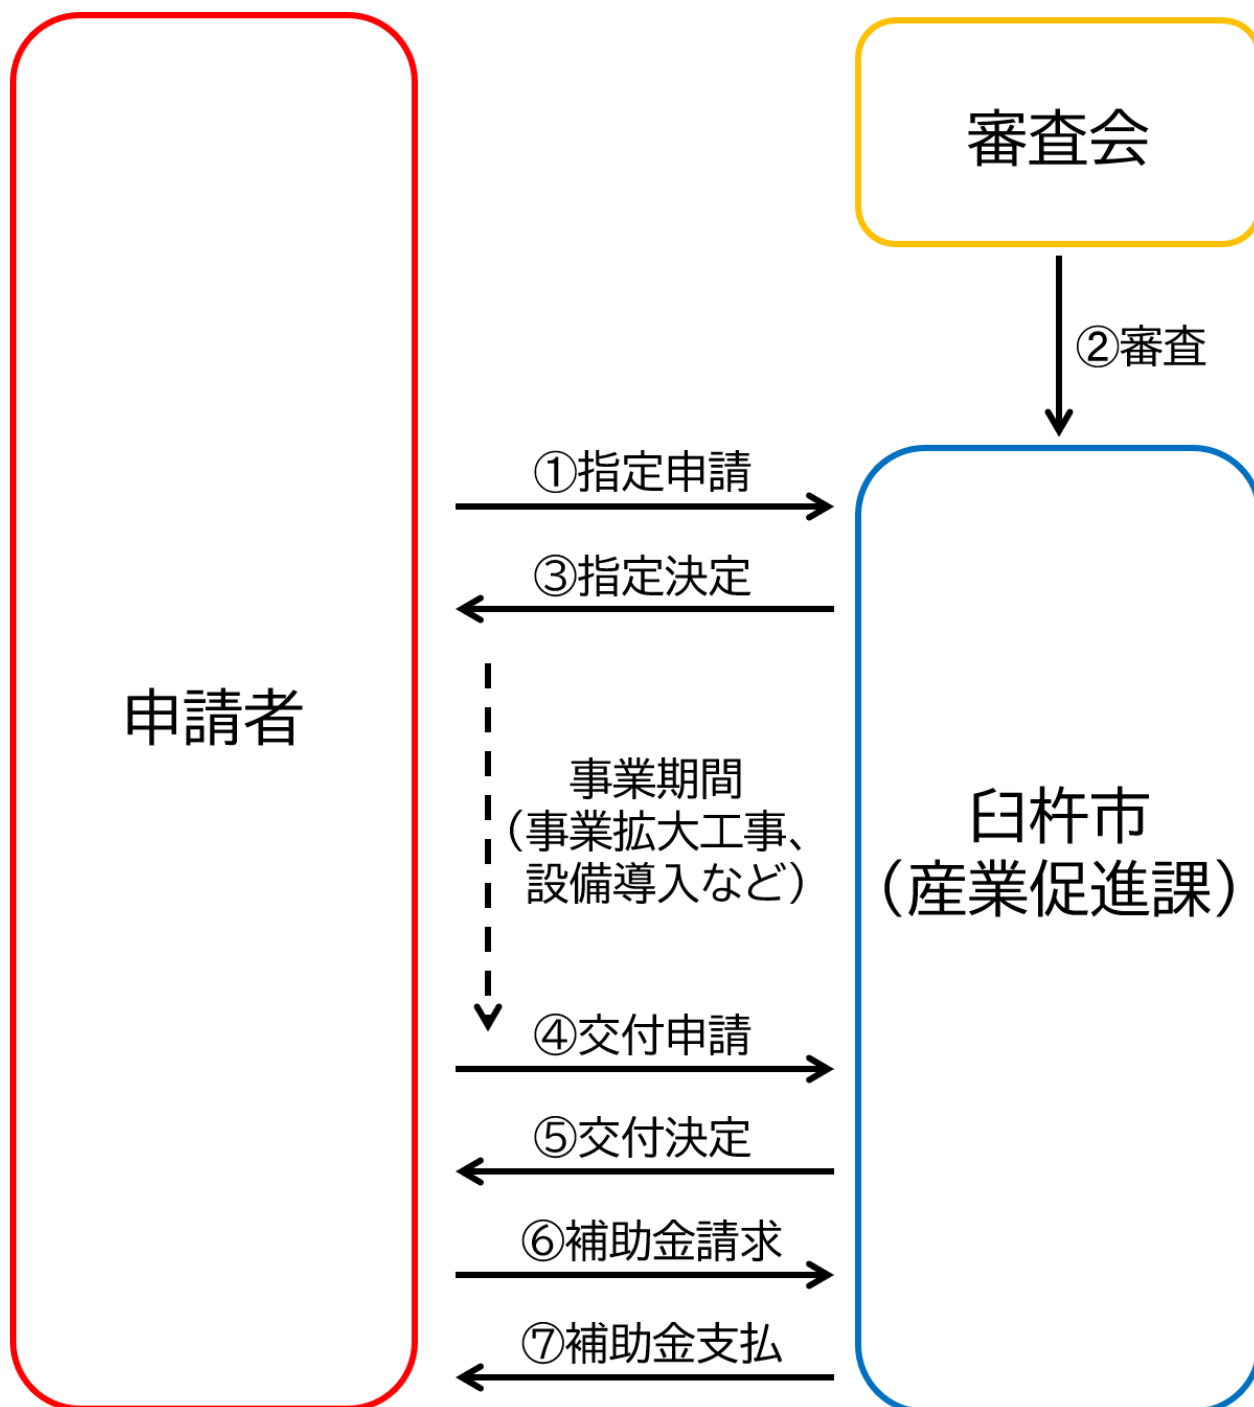 審査会
②審査
①指定申請
③指定決定
申請者
事業期間
（事業拡大工事、
設備導入など）
臼杵市
（産業促進課）
④交付申請
⑤交付決定
⑥補助金請求
⑦補助金支払